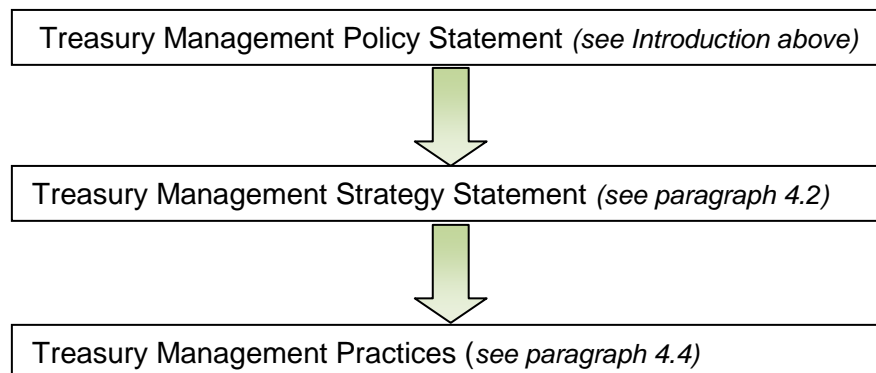 Treasury Management Policy Statement (see Introduction above)
Treasury Management Strategy Statement (see paragraph 4.2)
Treasury Management Practices (see paragraph 4.4)